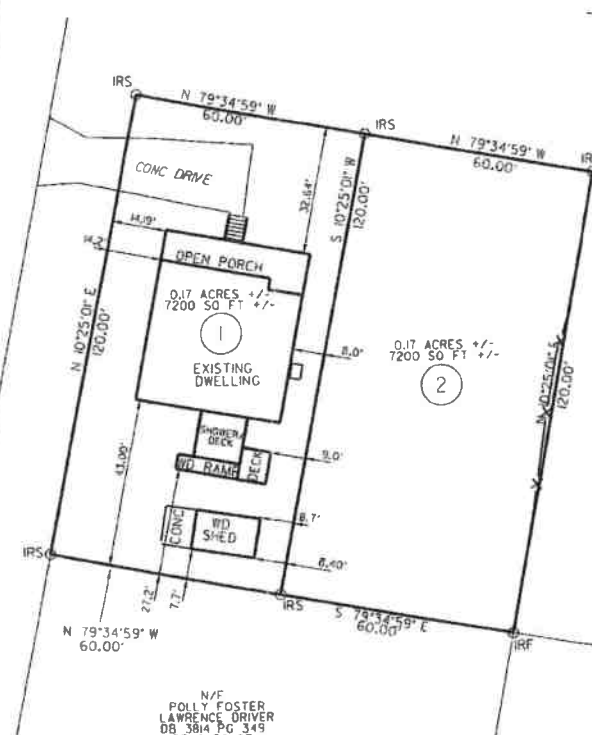 IRS
N 79°34'59" W
60.00'
IRS
N 79°34'59" W
60.00'
CONC DRIVE
32.64'
S 10°25'01" W
120.00'
14.19'
14.2'
OPEN PORCH
N 10°25'01" E
120.00'
0.17 ACRES +/-
7200 SQ FT +/-
1
EXISTING
DWELLING
8.0'
0.17 ACRES +/-
7200 SQ FT +/-
2
N 10°25'01" E
120.00'
SHOWER/
DECK
WD RAMP
DECK
9.0'
43.00'
CONC
WD
SHED
8.7'
8.40'
IRS
27.2'
7.7'
IRS
N 79°34'59" W
60.00'
S 79°34'59" E
60.00'
IRF
N/F
POLLY FOSTER
LAWRENCE DRIVER
DB 3814 PG 349